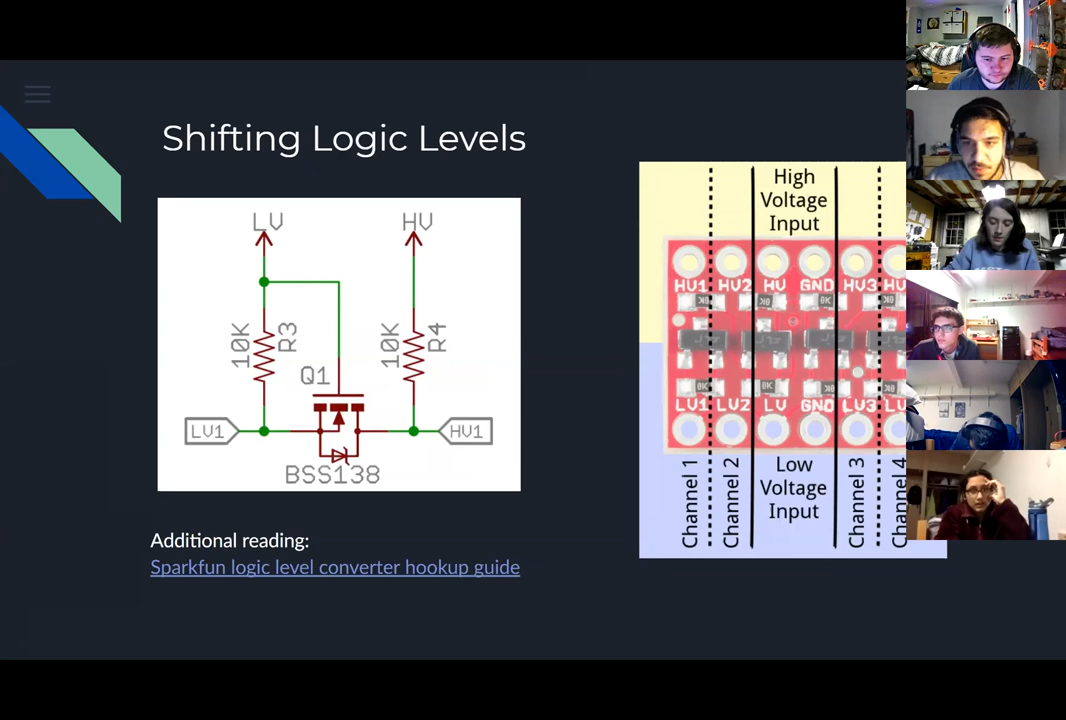 Shifting Logic Levels
LV
HV
10K
R3
10K
R4
Q1
LV1
HV1
BSS138
Additional reading:
Sparkfun logic level converter hookup guide
High
Voltage
Input
HV1 HV2 HV GND HV3 HV
LV1 LV2 LV GND LV3 LV
Channel 1
Channel 2
Low
Voltage
Input
Channel 3
Channel 4